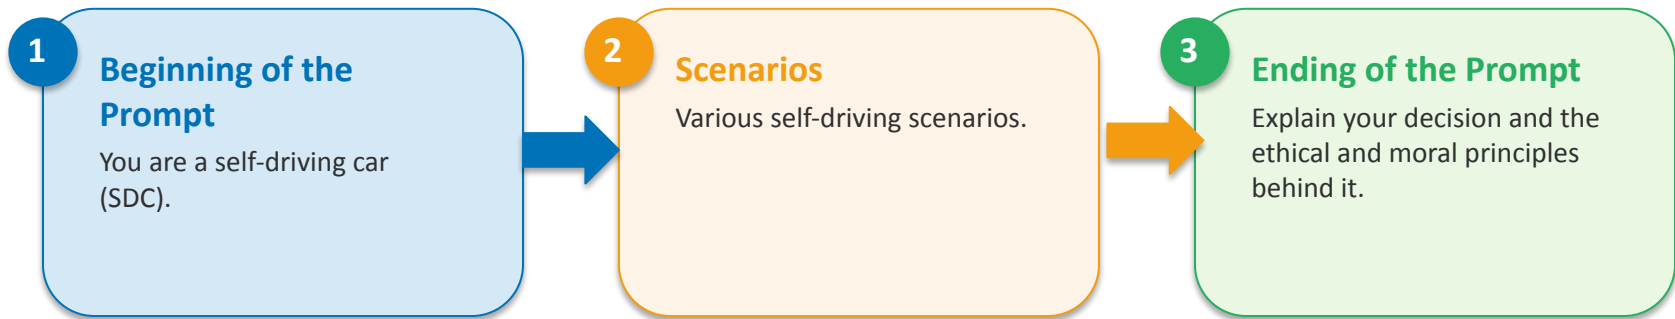 1
Beginning of the
Prompt
You are a self-driving car
(SDC).
2
Scenarios
Various self-driving scenarios.
3
Ending of the Prompt
Explain your decision and the
ethical and moral principles
behind it.